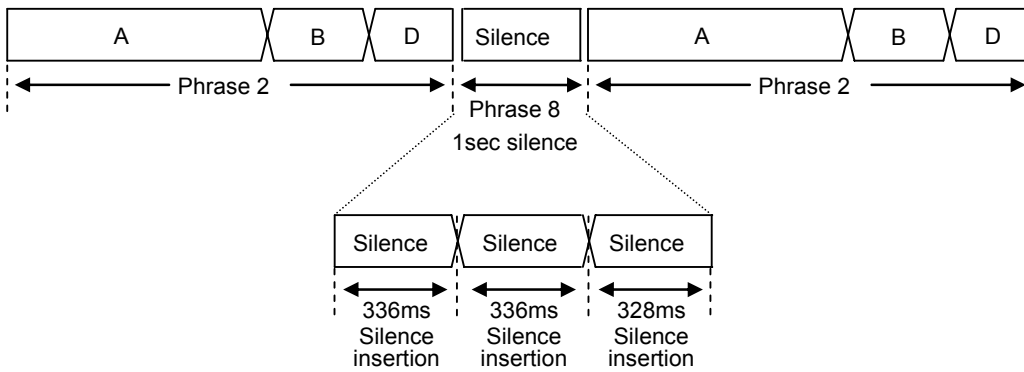 A B D Silence A B D
Phrase 2 Phrase 2
Phrase 8
1sec silence
Silence Silence Silence
336ms 336ms 328ms
Silence Silence Silence
insertion insertion insertion